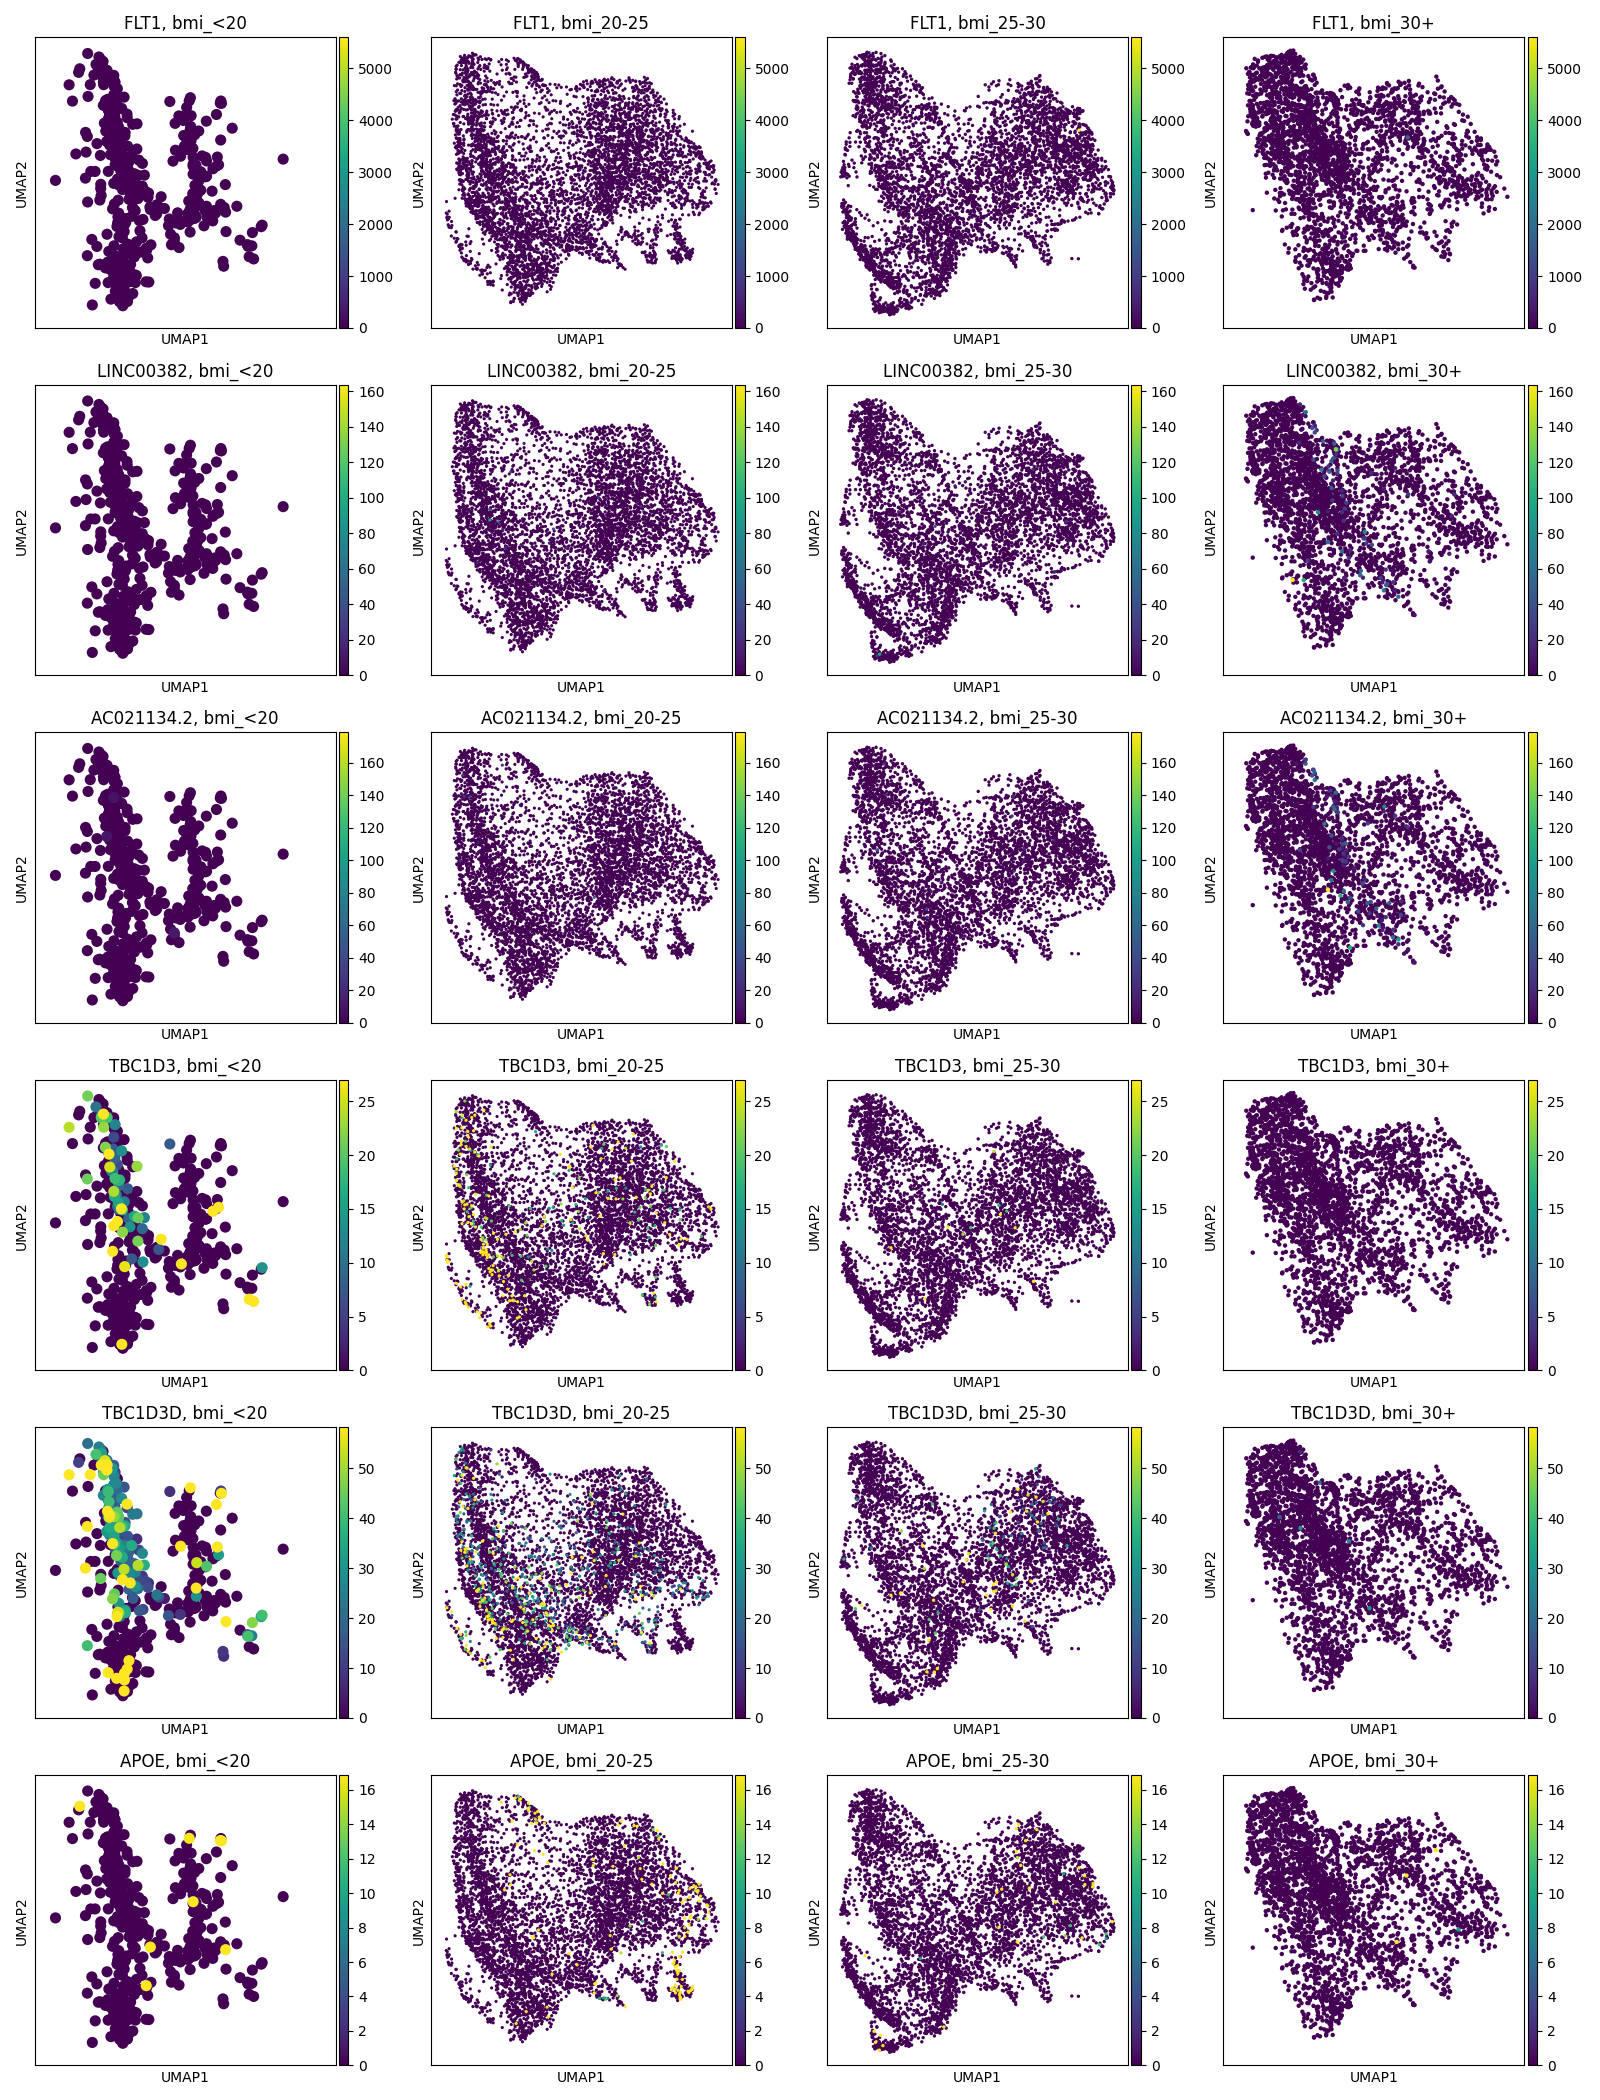 FLT1, bmi_<20 FLT1, bmi_20-25 FLT1, bmi_25-30 FLT1, bmi_30+
5000 5000 5000 5000
4000 4000 4000 4000
3000 3000 3000 3000
UMAP2 UMAP2 UMAP2 UMAP2
2000 2000 2000 2000
1000 1000 1000 1000
0 0 0 0
UMAP1 UMAP1 UMAP1 UMAP1
LINC00382, bmi_<20 LINC00382, bmi_20-25 LINC00382, bmi_25-30 LINC00382, bmi_30+
160 160 160 160
140 140 140 140
120 120 120 120
100 100 100 100
UMAP2 UMAP2 UMAP2 UMAP2
80 80 80 80
60 60 60 60
40 40 40 40
20 20 20 20
0 0 0 0
UMAP1 UMAP1 UMAP1 UMAP1
AC021134.2, bmi_<20 AC021134.2, bmi_20-25 AC021134.2, bmi_25-30 AC021134.2, bmi_30+
160 160 160 160
140 140 140 140
120 120 120 120
100 100 100 100
UMAP2 UMAP2 UMAP2 UMAP2
80 80 80 80
60 60 60 60
40 40 40 40
20 20 20 20
0 0 0 0
UMAP1 UMAP1 UMAP1 UMAP1
TBC1D3, bmi_<20 TBC1D3, bmi_20-25 TBC1D3, bmi_25-30 TBC1D3, bmi_30+
25 25 25 25
20 20 20 20
15 15 15 15
UMAP2 UMAP2 UMAP2 UMAP2
10 10 10 10
5 5 5 5
0 0 0 0
UMAP1 UMAP1 UMAP1 UMAP1
TBC1D3D, bmi_<20 TBC1D3D, bmi_20-25 TBC1D3D, bmi_25-30 TBC1D3D, bmi_30+
50 50 50 50
40 40 40 40
30 30 30 30
UMAP2 UMAP2 UMAP2 UMAP2
20 20 20 20
10 10 10 10
0 0 0 0
UMAP1 UMAP1 UMAP1 UMAP1
APOE, bmi_<20 APOE, bmi_20-25 APOE, bmi_25-30 APOE, bmi_30+
16 16 16 16
14 14 14 14
12 12 12 12
10 10 10 10
UMAP2 UMAP2 UMAP2 UMAP2
8 8 8 8
6 6 6 6
4 4 4 4
2 2 2 2
0 0 0 0
UMAP1 UMAP1 UMAP1 UMAP1